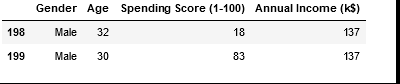 Gender Age Spending Score (1-100) Annual Income (k$)
198 Male 32 18 137
199 Male 30 83 137